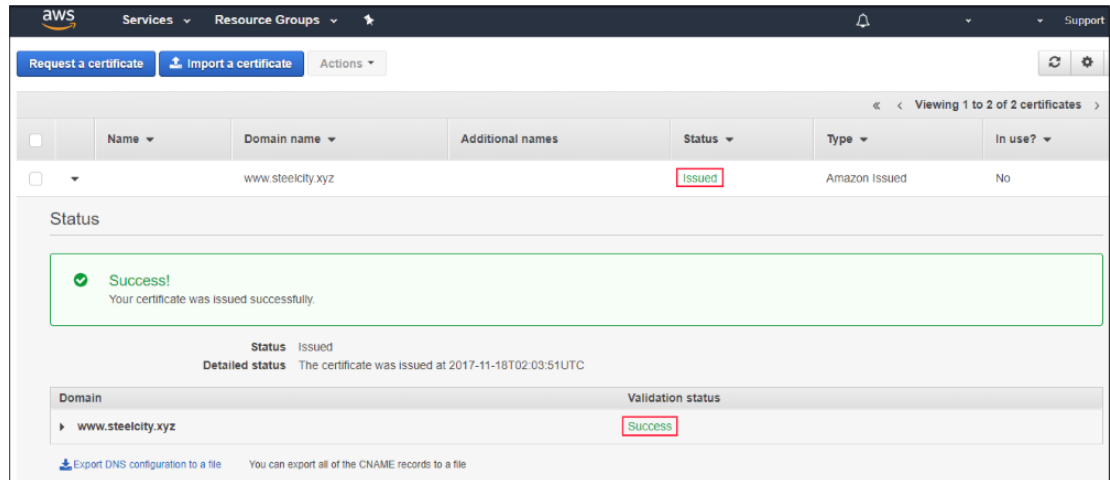 aws Services Resource Groups Support
Request a certificate Import a certificate Actions
« < Viewing 1 to 2 of 2 certificates >
Name Domain name Additional names Status Type In use?
www.steelcity.xyz Issued Amazon Issued No
Status
Success!
Your certificate was issued successfully.
Status Issued
Detailed status The certificate was issued at 2017-11-18T02:03:51UTC
Domain Validation status
www.steelcity.xyz Success
Export DNS configuration to a file You can export all of the CNAME records to a file